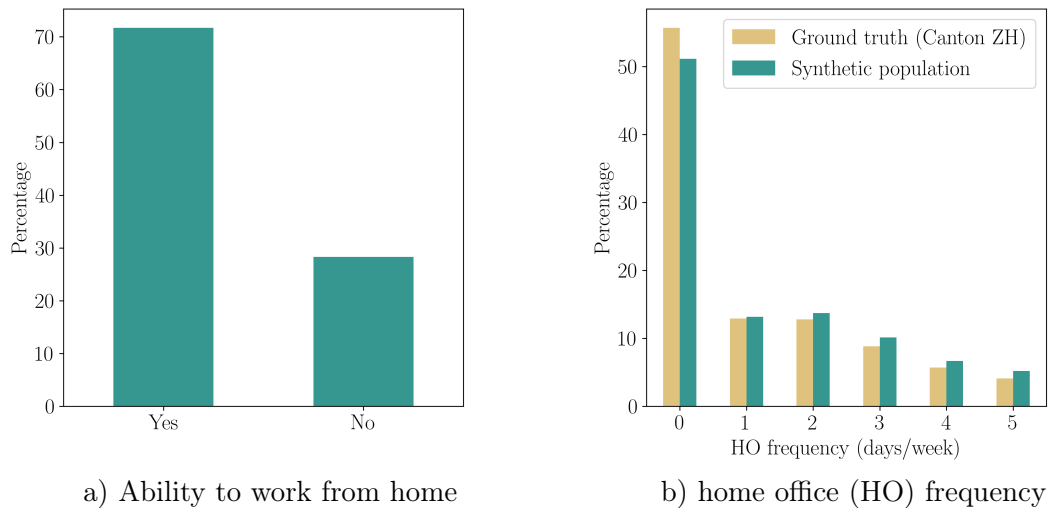 70
60
50
40
30
20
10
0
Percentage
Yes
No
a) Ability to work from home
Ground truth (Canton ZH)
Synthetic population
50
40
30
20
10
0
Percentage
0
1
2
3
4
5
HO frequency (days/week)
b) home office (HO) frequency